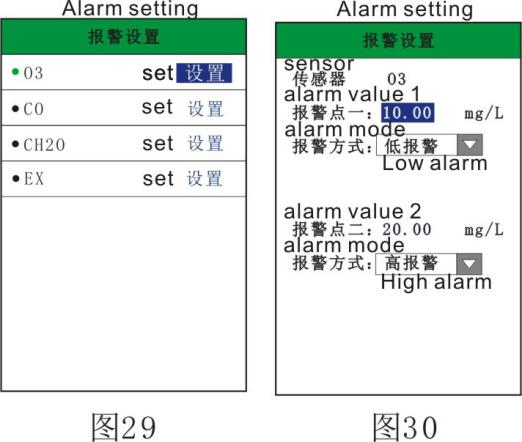 Alarm setting
报警设置
O3 set 设置
CO set 设置
CH2O set 设置
EX set 设置
图29
Alarm setting
报警设置
sensor
传感器 O3
alarm value 1
报警点一：10.00 mg/L
alarm mode
报警方式：低报警
Low alarm
alarm value 2
报警点二：20.00 mg/L
alarm mode
报警方式：高报警
High alarm
图30